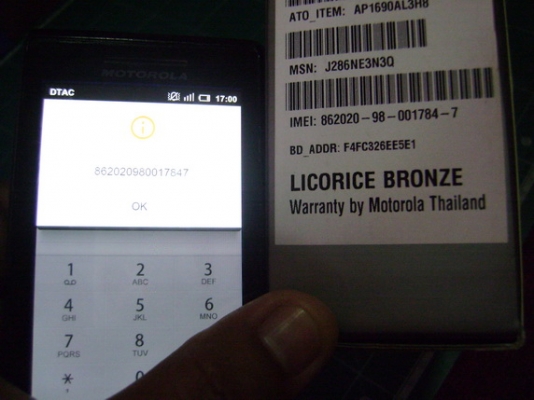 MOTOROLA
DTAC
17:00
862020980017847
OK
1
2 ABC
3 DEF
4 GHI
5 JKL
6 MNO
7 PQRS
8 TUV
*
ATO_ITEM: AP1690AL3H8
MSN: J286NE3N3Q
IMEI: 862020-98-001784-7
BD_ADDR: F4FC326EE5E1
LICORICE BRONZE
Warranty by Motorola Thailand